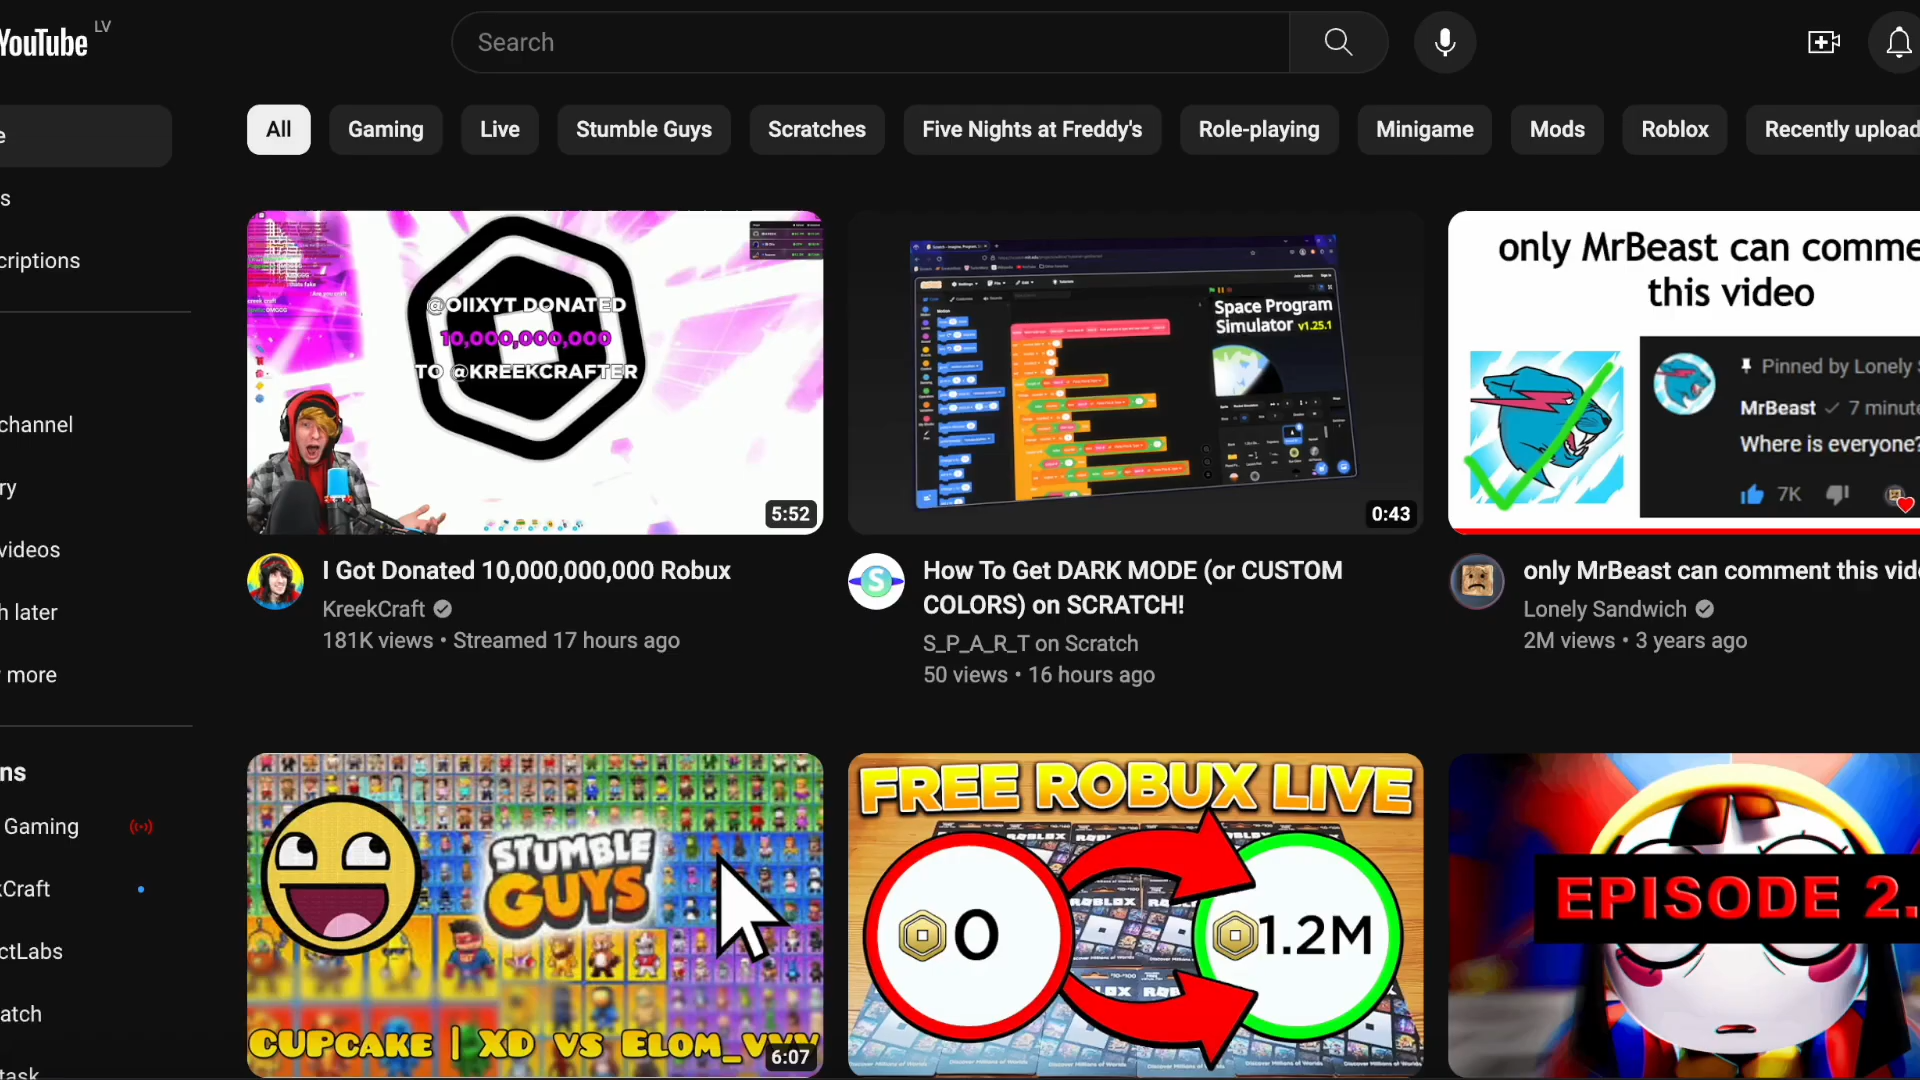 YouTube LV
Search
All
Gaming
Live
Stumble Guys
Scratches
Five Nights at Freddy's
Role-playing
Minigame
Mods
Roblox
Recently upload
e
s
criptions
channel
ry
videos
h later
more
ns
Gaming
Craft
ctLabs
atch
task
@OIIXYT DONATED
10,000,000,000
TO @KREEKCRAFTER
5:52
I Got Donated 10,000,000,000 Robux
KreekCraft
181K views • Streamed 17 hours ago
Space Program
Simulator v1.25.1
0:43
How To Get DARK MODE (or CUSTOM
COLORS) on SCRATCH!
S_P_A_R_T on Scratch
50 views • 16 hours ago
only MrBeast can comme
this video
Pinned by Lonely S
MrBeast 7 minute
Where is everyone?
7K
only MrBeast can comment this vide
Lonely Sandwich
2M views • 3 years ago
STUMBLE
GUYS
CUPCAKE | XD VS ELOM_VVV
6:07
FREE ROBUX LIVE
0
1.2M
EPISODE 2.